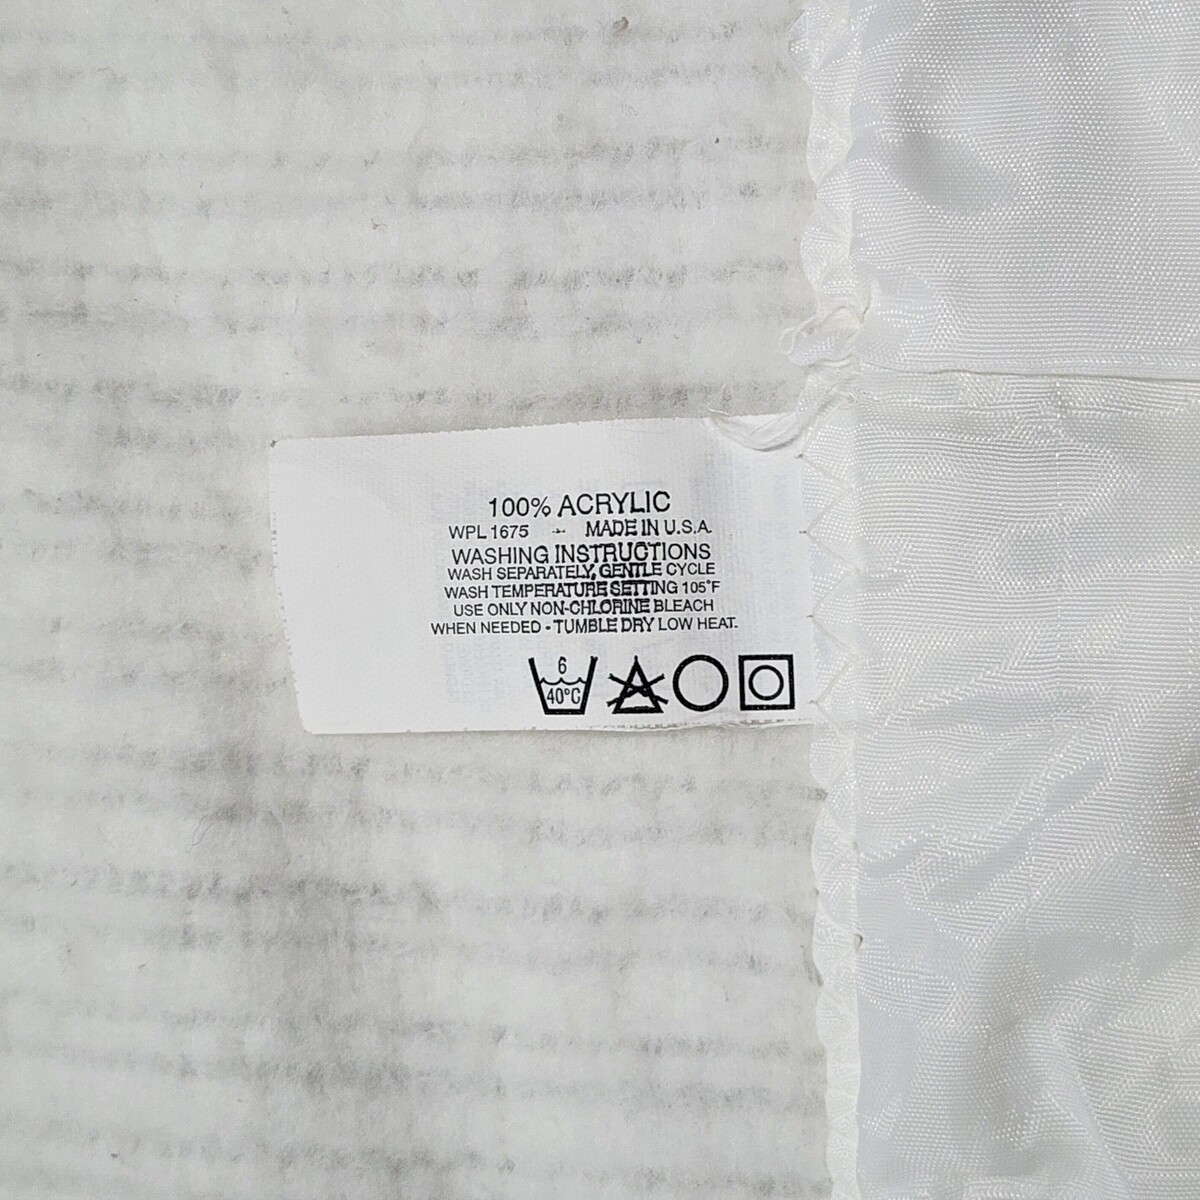 100% ACRYLIC
WPL 1675 - MADE IN U.S.A.
WASHING INSTRUCTIONS
WASH SEPARATELY, GENTLE CYCLE
WASH TEMPERATURE SETTING 105°F
USE ONLY NON-CHLORINE BLEACH
WHEN NEEDED - TUMBLE DRY LOW HEAT.
6
40°C A